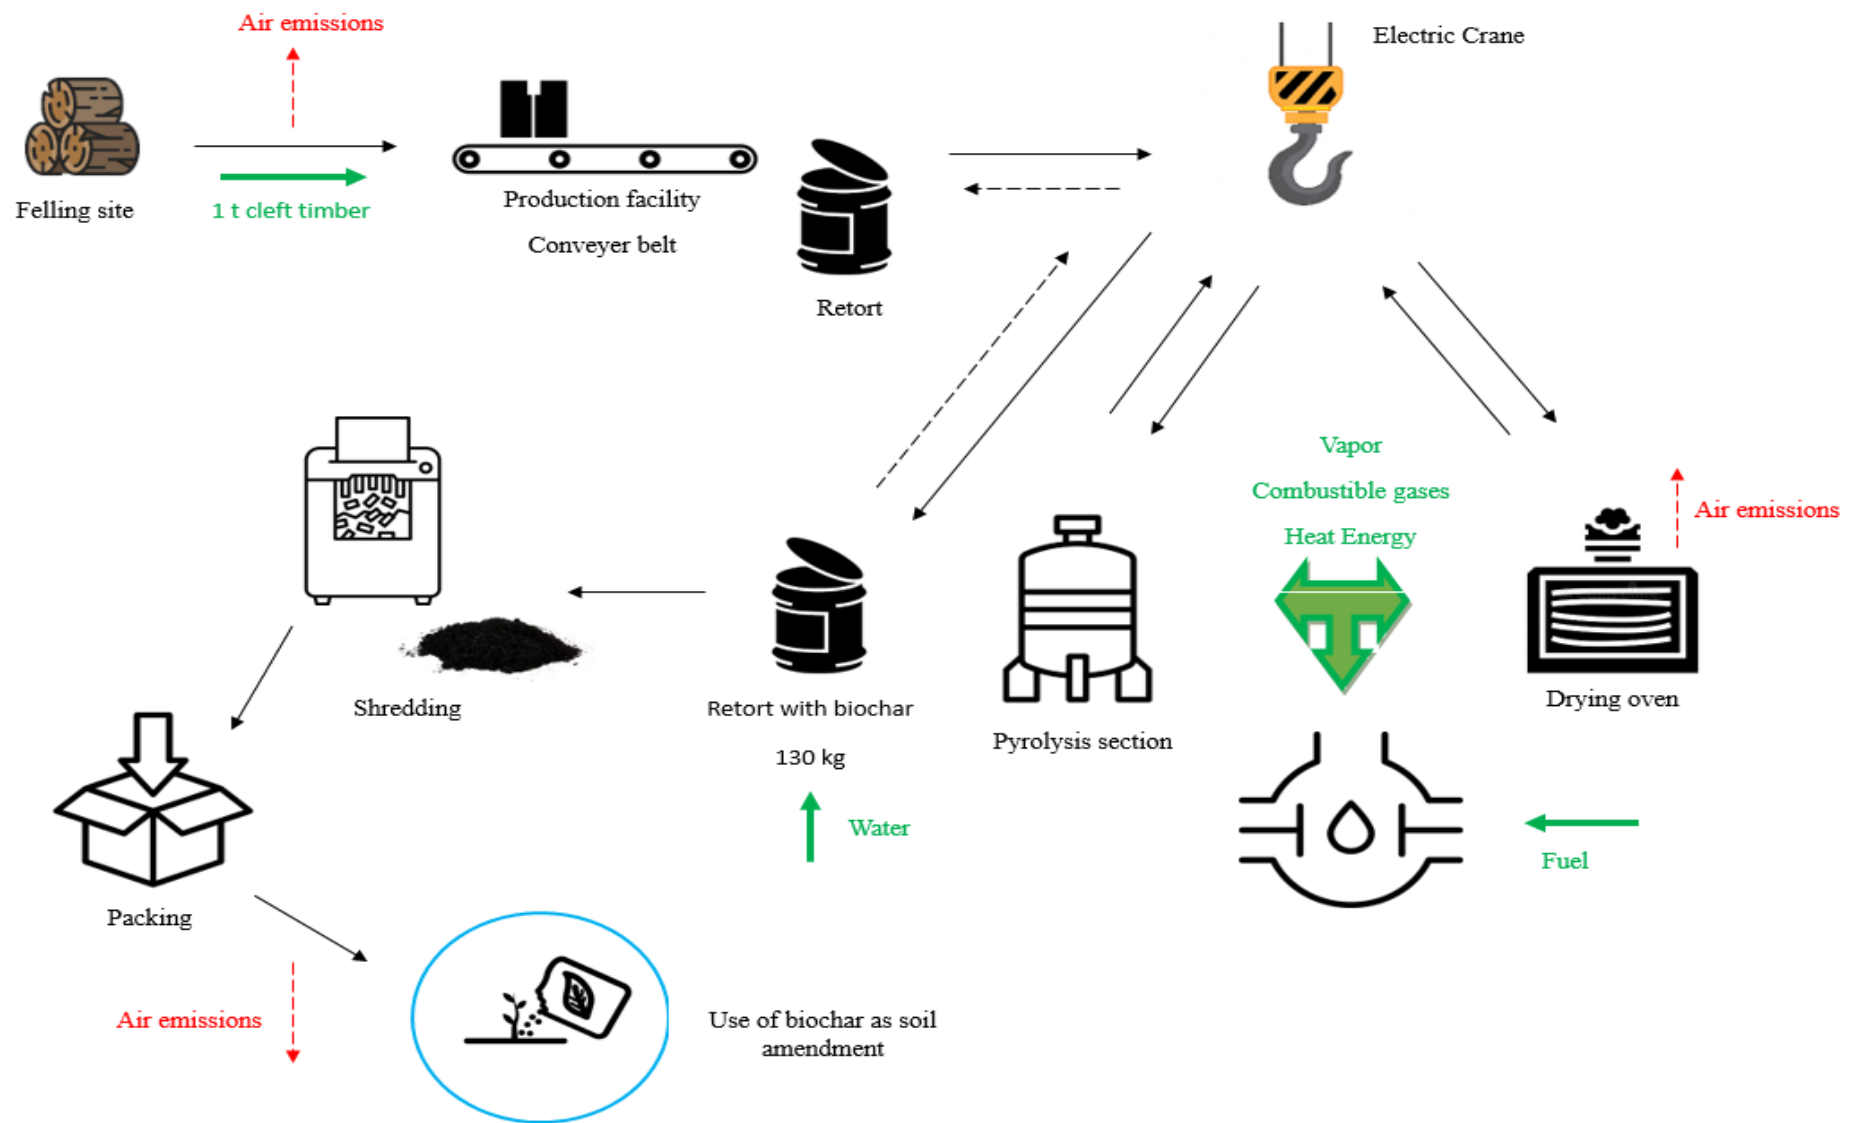 Air emissions
Electric Crane
Felling site
1 t cleft timber
Production facility
Conveyer belt
Retort
Vapor
Combustible gases
Heat Energy
Air emissions
Drying oven
Shredding
Retort with biochar
130 kg
Pyrolysis section
Water
Fuel
Packing
Air emissions
Use of biochar as soil
amendment